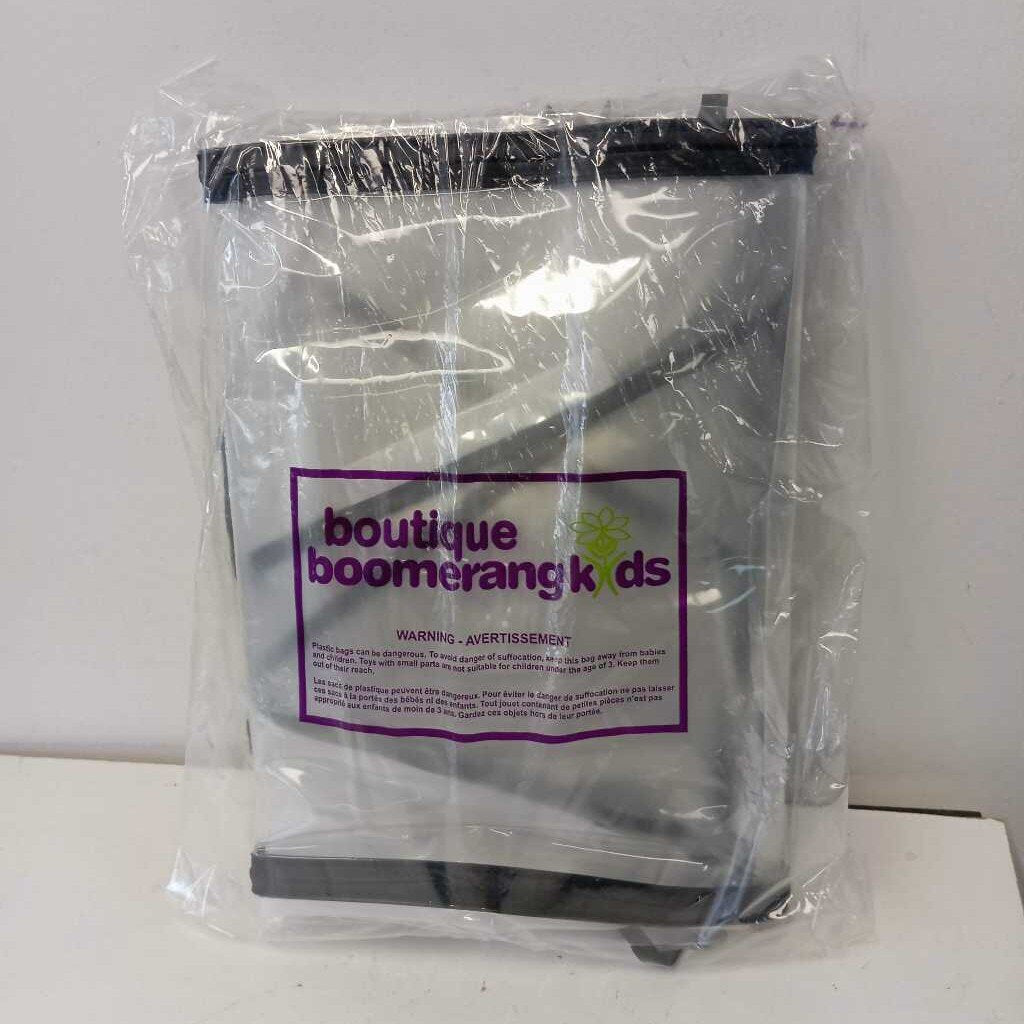 boutique
boomerangkids
WARNING - AVERTISSEMENT
Plastic bags can be dangerous. To avoid danger of suffocation, keep this bag away from babies
and children. Toys with small parts are not suitable for children under the age of 3. Keep them
out of their reach.
Les sacs de plastique peuvent être dangereux. Pour éviter le danger de suffocation ne pas laisser
ces sacs à la portés des bébés ni des enfants. Tout jouet contenant de petites pièces n'est pas
approprié aux enfants de moin de 3 ans. Gardez ces objets hors de leur portée.